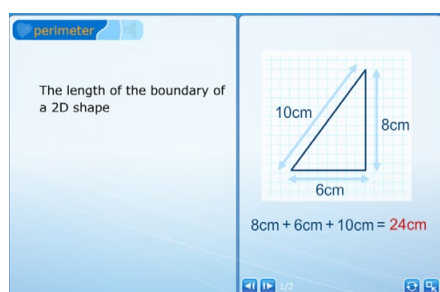 perimeter
The length of the boundary of
a 2D shape
10cm
8cm
6cm
8cm + 6cm + 10cm = 24cm
1/2